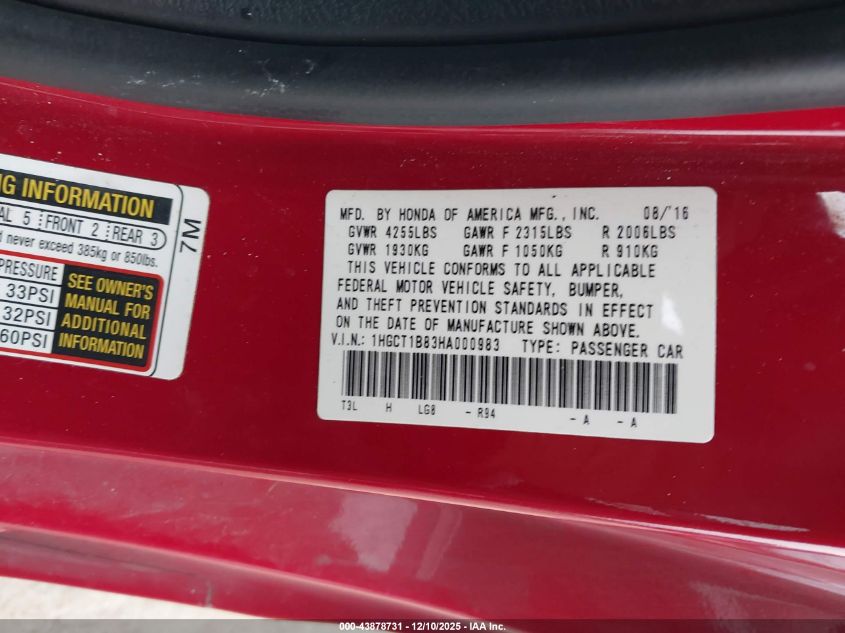 NG INFORMATION
AL 5 FRONT 2 REAR 3
d never exceed 385kg or 850lbs.
PRESSURE
33PSI
32PSI
60PSI
SEE OWNER'S
MANUAL FOR
ADDITIONAL
INFORMATION
7M
MFD. BY HONDA OF AMERICA MFG., INC. 08/'16
GVWR 4255LBS GAWR F 2315LBS R 2006LBS
GVWR 1930KG GAWR F 1050KG R 910KG
THIS VEHICLE CONFORMS TO ALL APPLICABLE
FEDERAL MOTOR VEHICLE SAFETY, BUMPER,
AND THEFT PREVENTION STANDARDS IN EFFECT
ON THE DATE OF MANUFACTURE SHOWN ABOVE.
V.I.N.: 1HGCT1B83HA000983 TYPE: PASSENGER CAR
T3L H LG0 - R94 - A - A
000-43878731 - 12/10/2025 - IAA Inc.